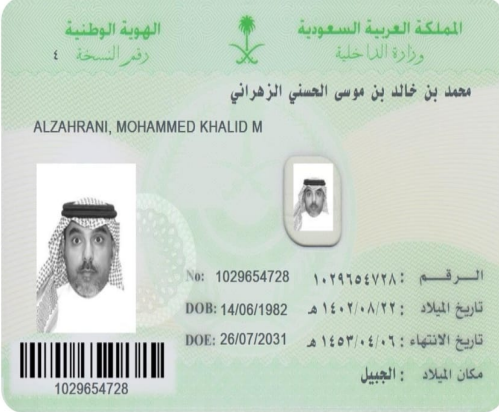 المملكة العربية السعودية
وزارة الداخلية
الهوية الوطنية
رقم النسخة ٤
محمد بن خالد بن موسى الحسني الزهراني
ALZAHRANI, MOHAMMED KHALID M
الرقم : ١٠٢٩٦٥٤٧٢٨ No: 1029654728
تاريخ الميلاد : ١٤٠٢/٠٨/٢٢ هـ DOB: 14/06/1982
تاريخ الانتهاء : ١٤٥٣/٠٤/٠٦ هـ DOE: 26/07/2031
مكان الميلاد : الجبيل
1029654728